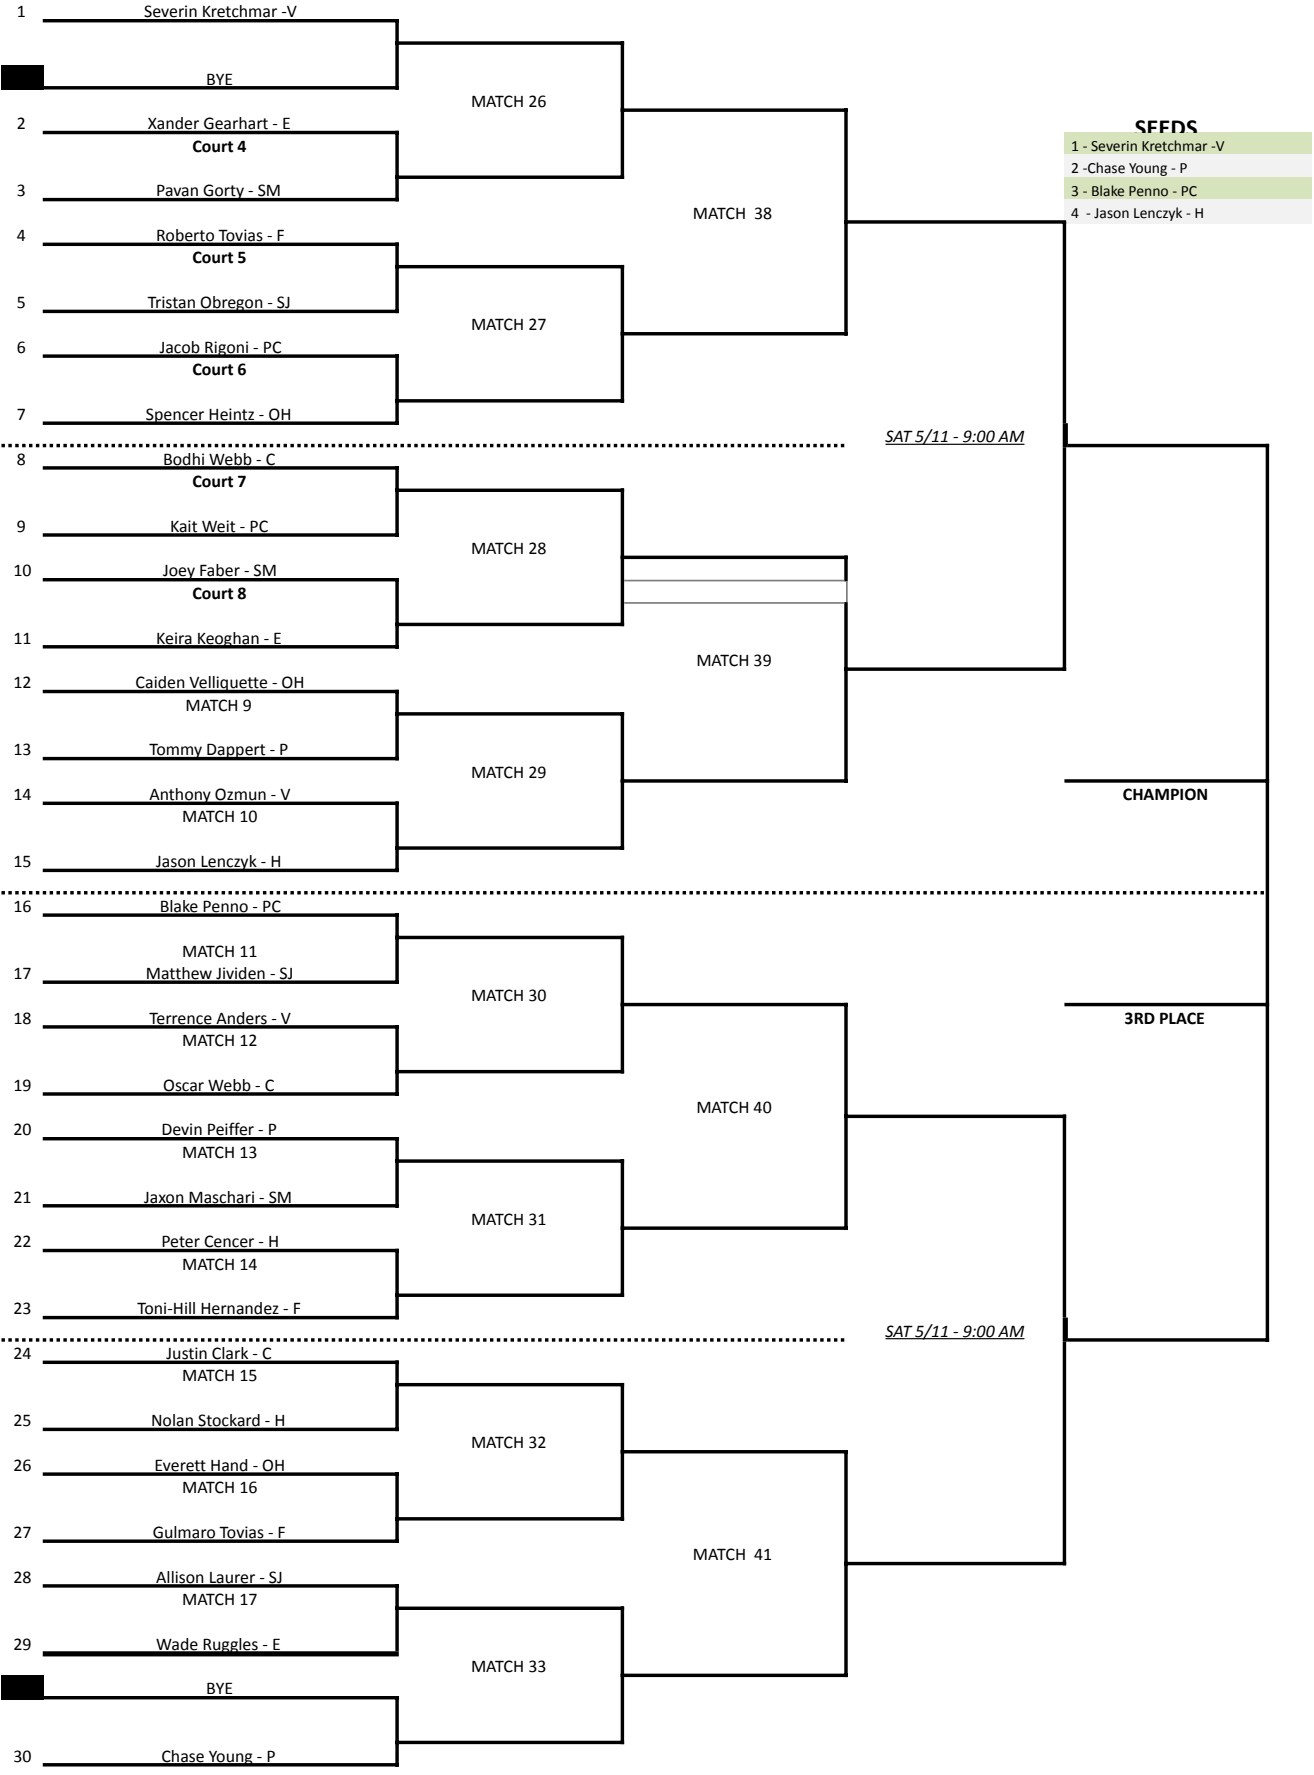 1 Severin Kretchmar -V
BYE
MATCH 26
2 Xander Gearhart - E
Court 4
3 Pavan Gorty - SM
SEEDS
1 - Severin Kretchmar -V
2 -Chase Young - P
3 - Blake Penno - PC
4 - Jason Lenczyk - H
MATCH 38
4 Roberto Tovias - F
Court 5
5 Tristan Obregon - SJ
MATCH 27
6 Jacob Rigoni - PC
Court 6
7 Spencer Heintz - OH
SAT 5/11 - 9:00 AM
8 Bodhi Webb - C
Court 7
9 Kait Weit - PC
MATCH 28
10 Joey Faber - SM
Court 8
11 Keira Keoghan - E
MATCH 39
12 Caiden Velliquette - OH
MATCH 9
13 Tommy Dappert - P
MATCH 29
14 Anthony Ozmun - V
CHAMPION
MATCH 10
15 Jason Lenczyk - H
16 Blake Penno - PC
MATCH 11
17 Matthew Jividen - SJ
MATCH 30
18 Terrence Anders - V
3RD PLACE
MATCH 12
19 Oscar Webb - C
MATCH 40
20 Devin Peiffer - P
MATCH 13
21 Jaxon Maschari - SM
MATCH 31
22 Peter Cencer - H
MATCH 14
23 Toni-Hill Hernandez - F
SAT 5/11 - 9:00 AM
24 Justin Clark - C
MATCH 15
25 Nolan Stockard - H
MATCH 32
26 Everett Hand - OH
MATCH 16
27 Gulmaro Tovias - F
MATCH 41
28 Allison Laurer - SJ
MATCH 17
29 Wade Ruggles - E
MATCH 33
BYE
30 Chase Young - P